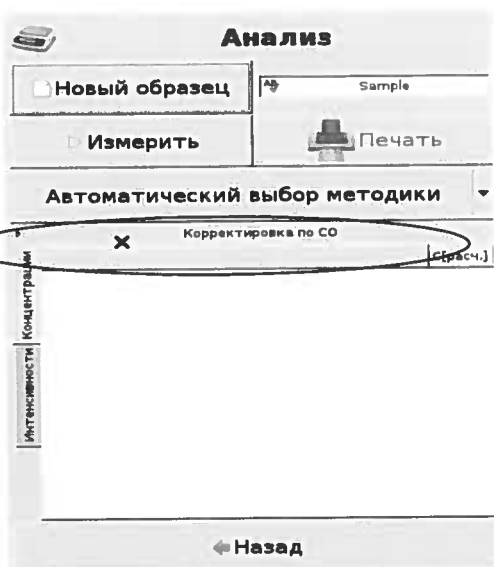 Анализ
Новый образец
Sample
Измерить
Печать
Автоматический выбор методики
Корректировка по СО
С[расч.]
Концентрации
Интенсивности
Назад